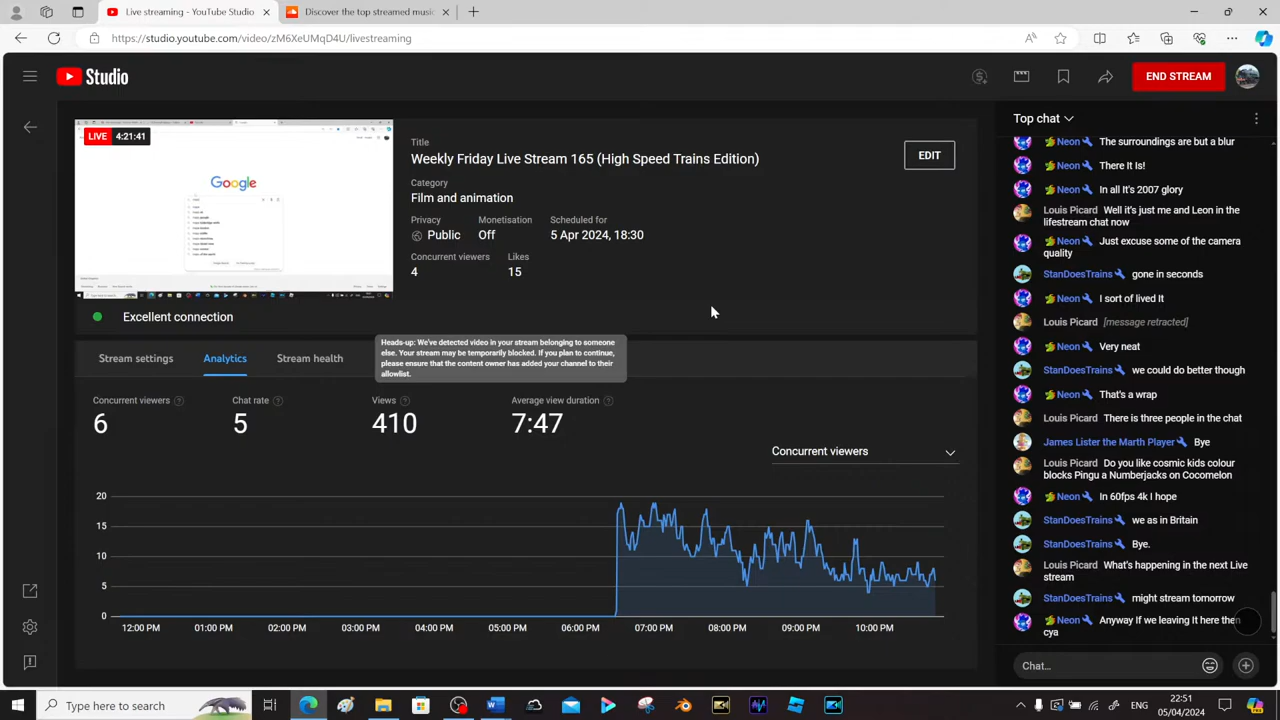 Live streaming - YouTube Studio
Discover the top streamed music
https://studio.youtube.com/video/zM6XeUMqD4U/livestreaming
Studio
END STREAM
LIVE
Google
Title
Weekly Friday Live Stream 165 (High Speed Trains Edition)
EDIT
Category
Film and animation
Privacy
Public
Monetisation
Off
Scheduled for
5 Apr 2024, 18:30
Concurrent viewers
4
Likes
15
Excellent connection
Stream settings
Analytics
Stream health
Heads-up: We've detected video in your stream belonging to someone
else. Your stream may be temporarily blocked. If you plan to continue,
please ensure that the content owner has added your channel to their
allowlist.
Concurrent viewers
6
Chat rate
5
Views
410
Average view duration
7:47
Concurrent viewers
20
15
10
5
0
12:00 PM 01:00 PM 02:00 PM 03:00 PM 04:00 PM 05:00 PM 06:00 PM 07:00 PM 08:00 PM 09:00 PM 10:00 PM
Top chat
Neon The surroundings are but a blur
Neon There It Is!
Neon In all It's 2007 glory
Louis Picard Well it's just me and Leon in the
livestream now
Neon Just excuse some of the camera
quality
StanDoesTrains gone in seconds
Neon I sort of lived It
Louis Picard [message retracted]
Neon Very neat
StanDoesTrains we could do better though
Neon That's a wrap
Louis Picard There is three people in the chat
James Lister the Marth Player Bye
Louis Picard Do you like cosmic kids colour
blocks Pingu a Numberjacks on Cocomelon
Neon In 60fps 4k I hope
StanDoesTrains we as in Britain
StanDoesTrains Bye.
Louis Picard What's happening in the next Live
stream
StanDoesTrains might stream tomorrow
Neon Anyway If we leaving It here then
cya
Chat...
Type here to search
ENG
22:51
05/04/2024